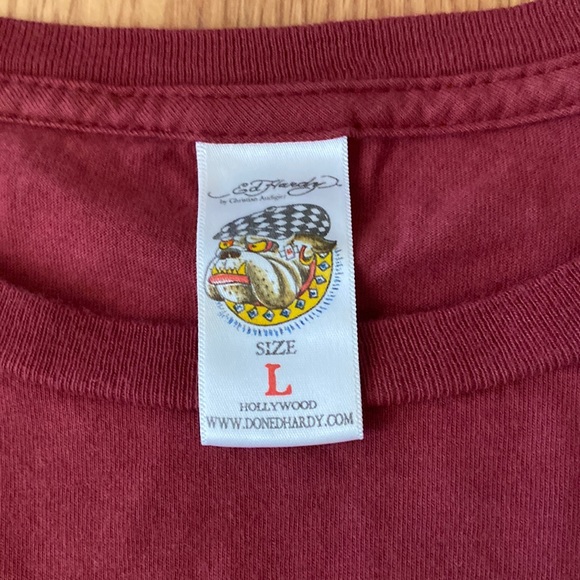 Ed Hardy
by Christian Audigier
SIZE
L
HOLLYWOOD
WWW.DONEDHARDY.COM